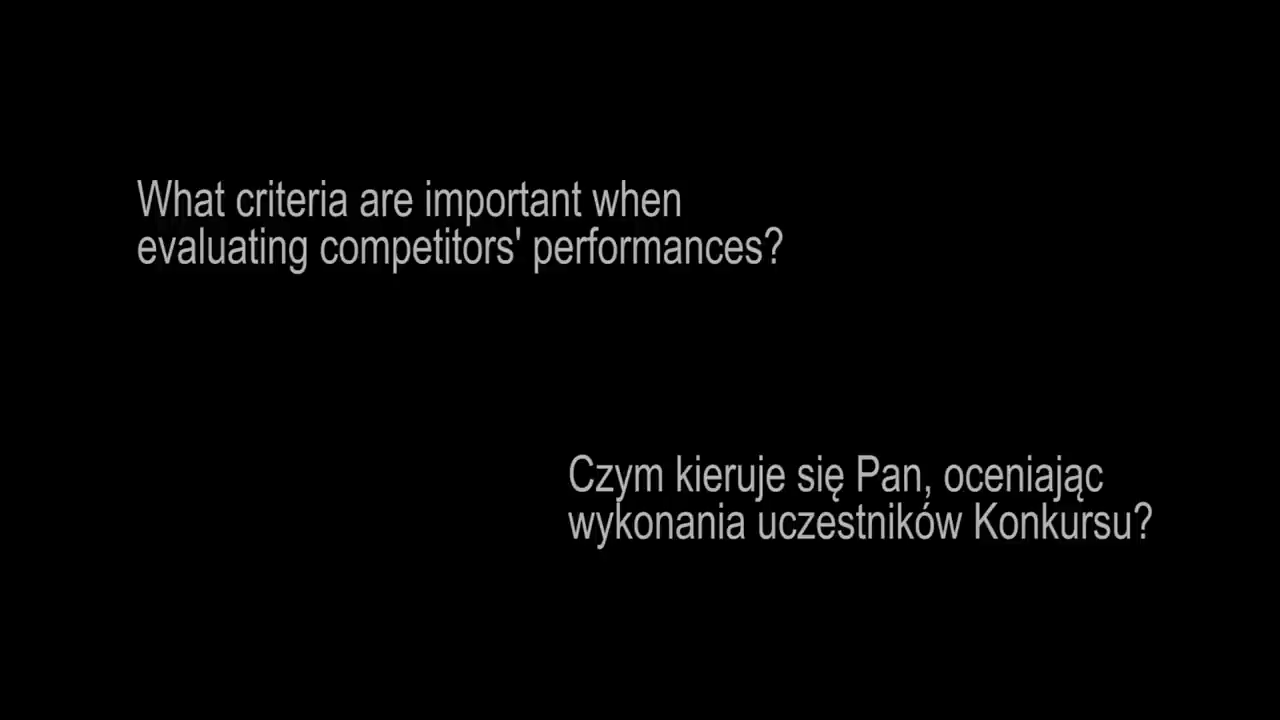 What criteria are important when
evaluating competitors' performances?
Czym kieruje się Pan, oceniając
wykonania uczestników Konkursu?